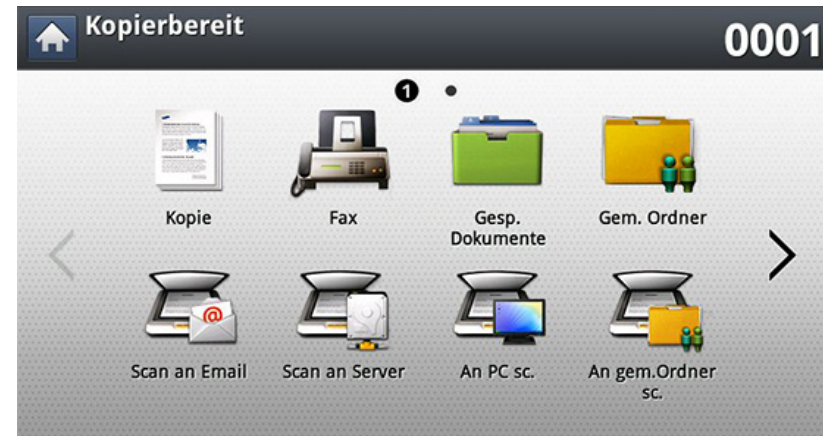 Kopierbereit
0001
1
Kopie
Fax
Gesp.
Dokumente
Gem. Ordner
Scan an Email
Scan an Server
An PC sc.
An gem.Ordner
sc.